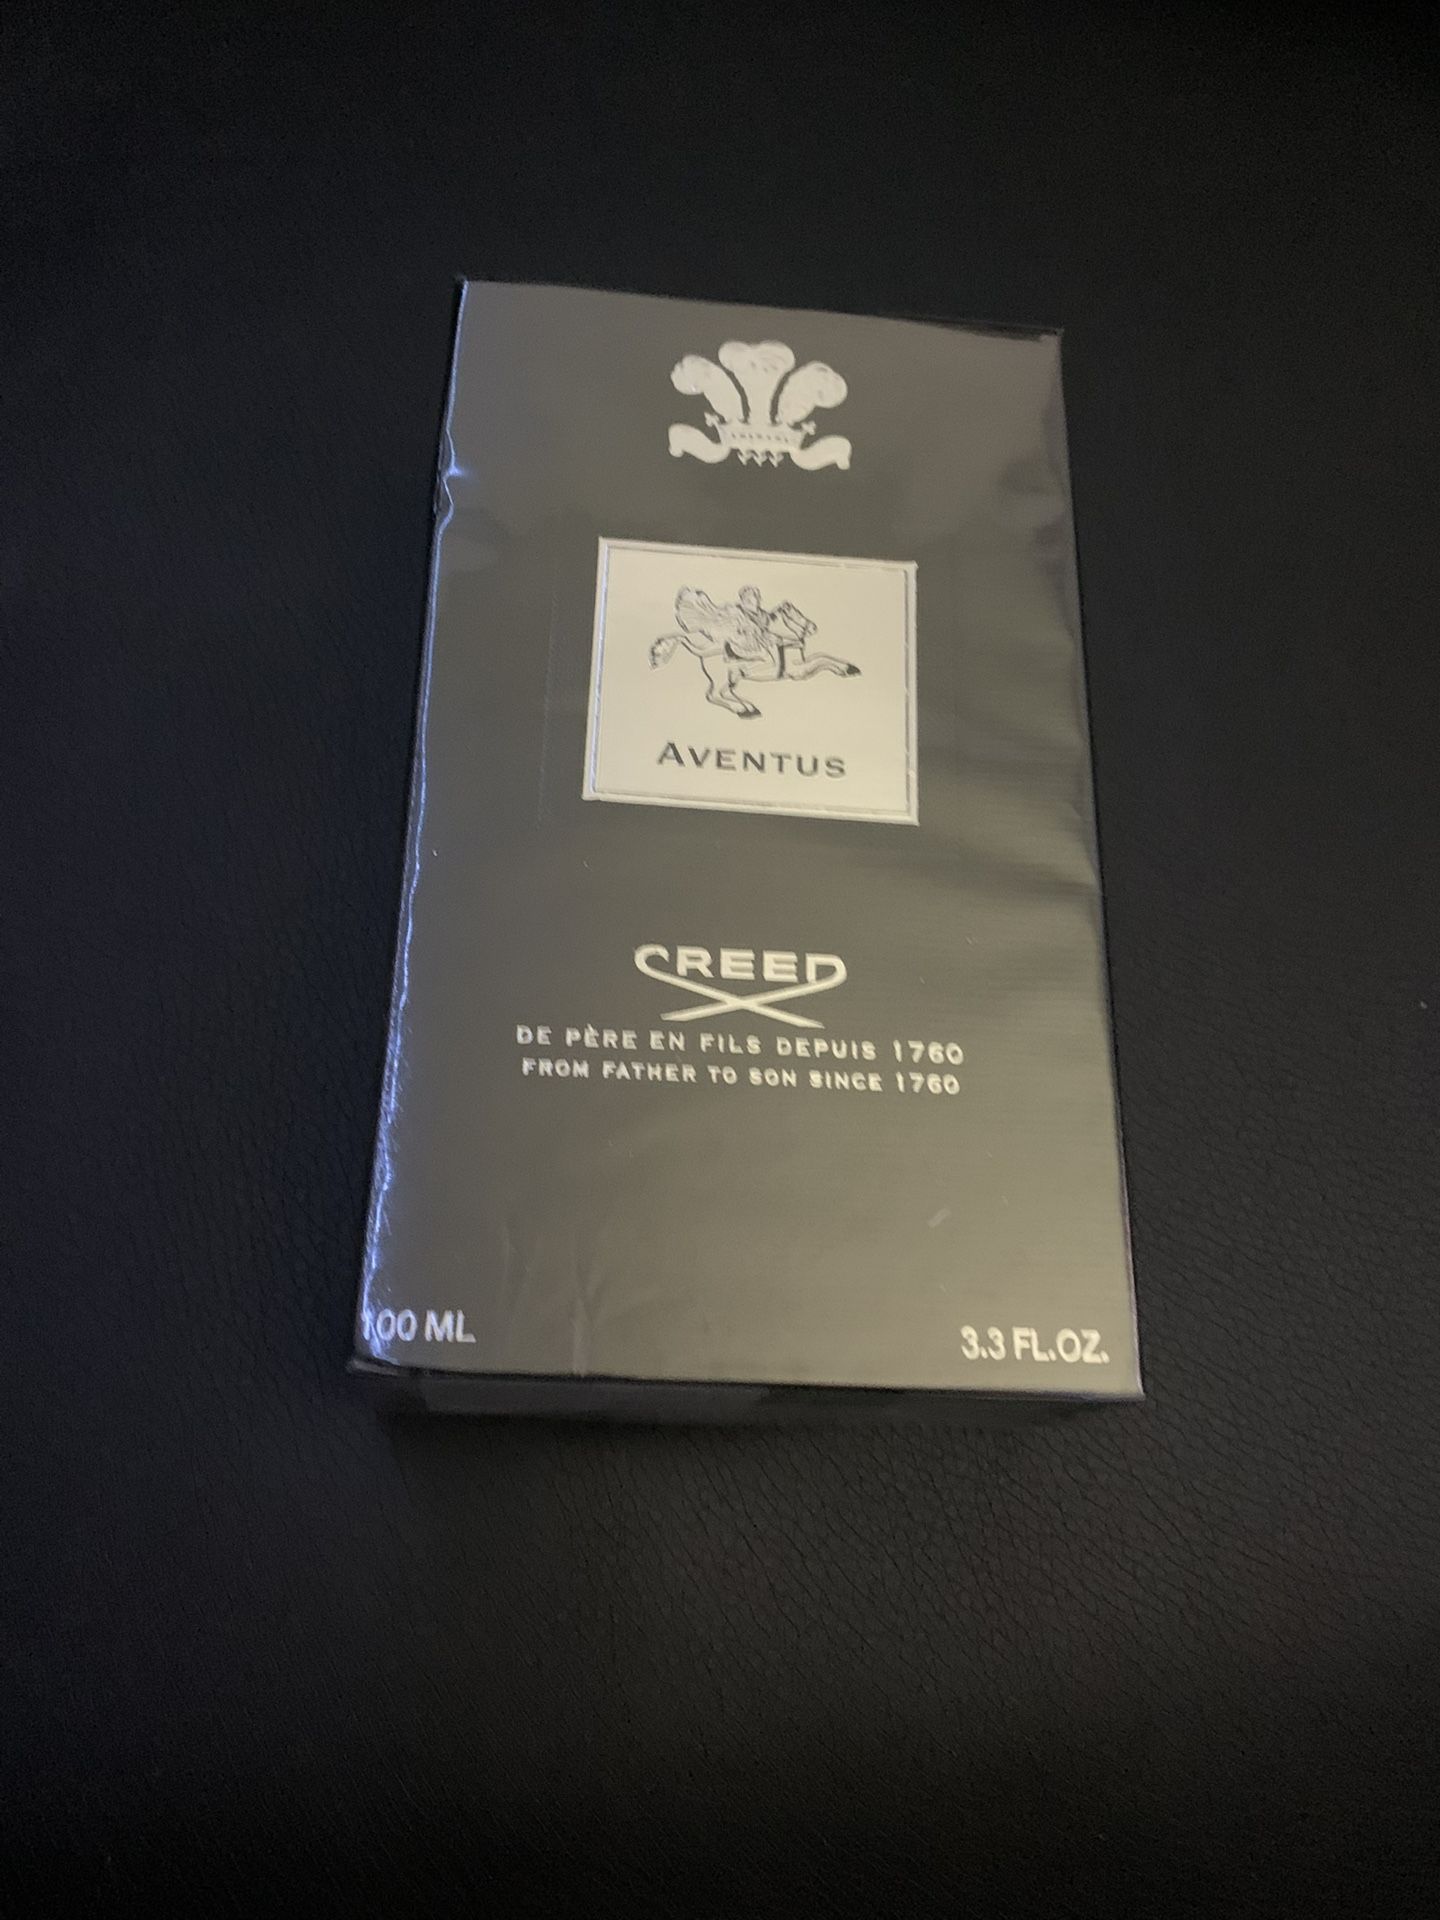 AVENTUS
CREED
DE PÈRE EN FILS DEPUIS 1760
FROM FATHER TO SON SINCE 1760
100 ML
3.3 FL.OZ.